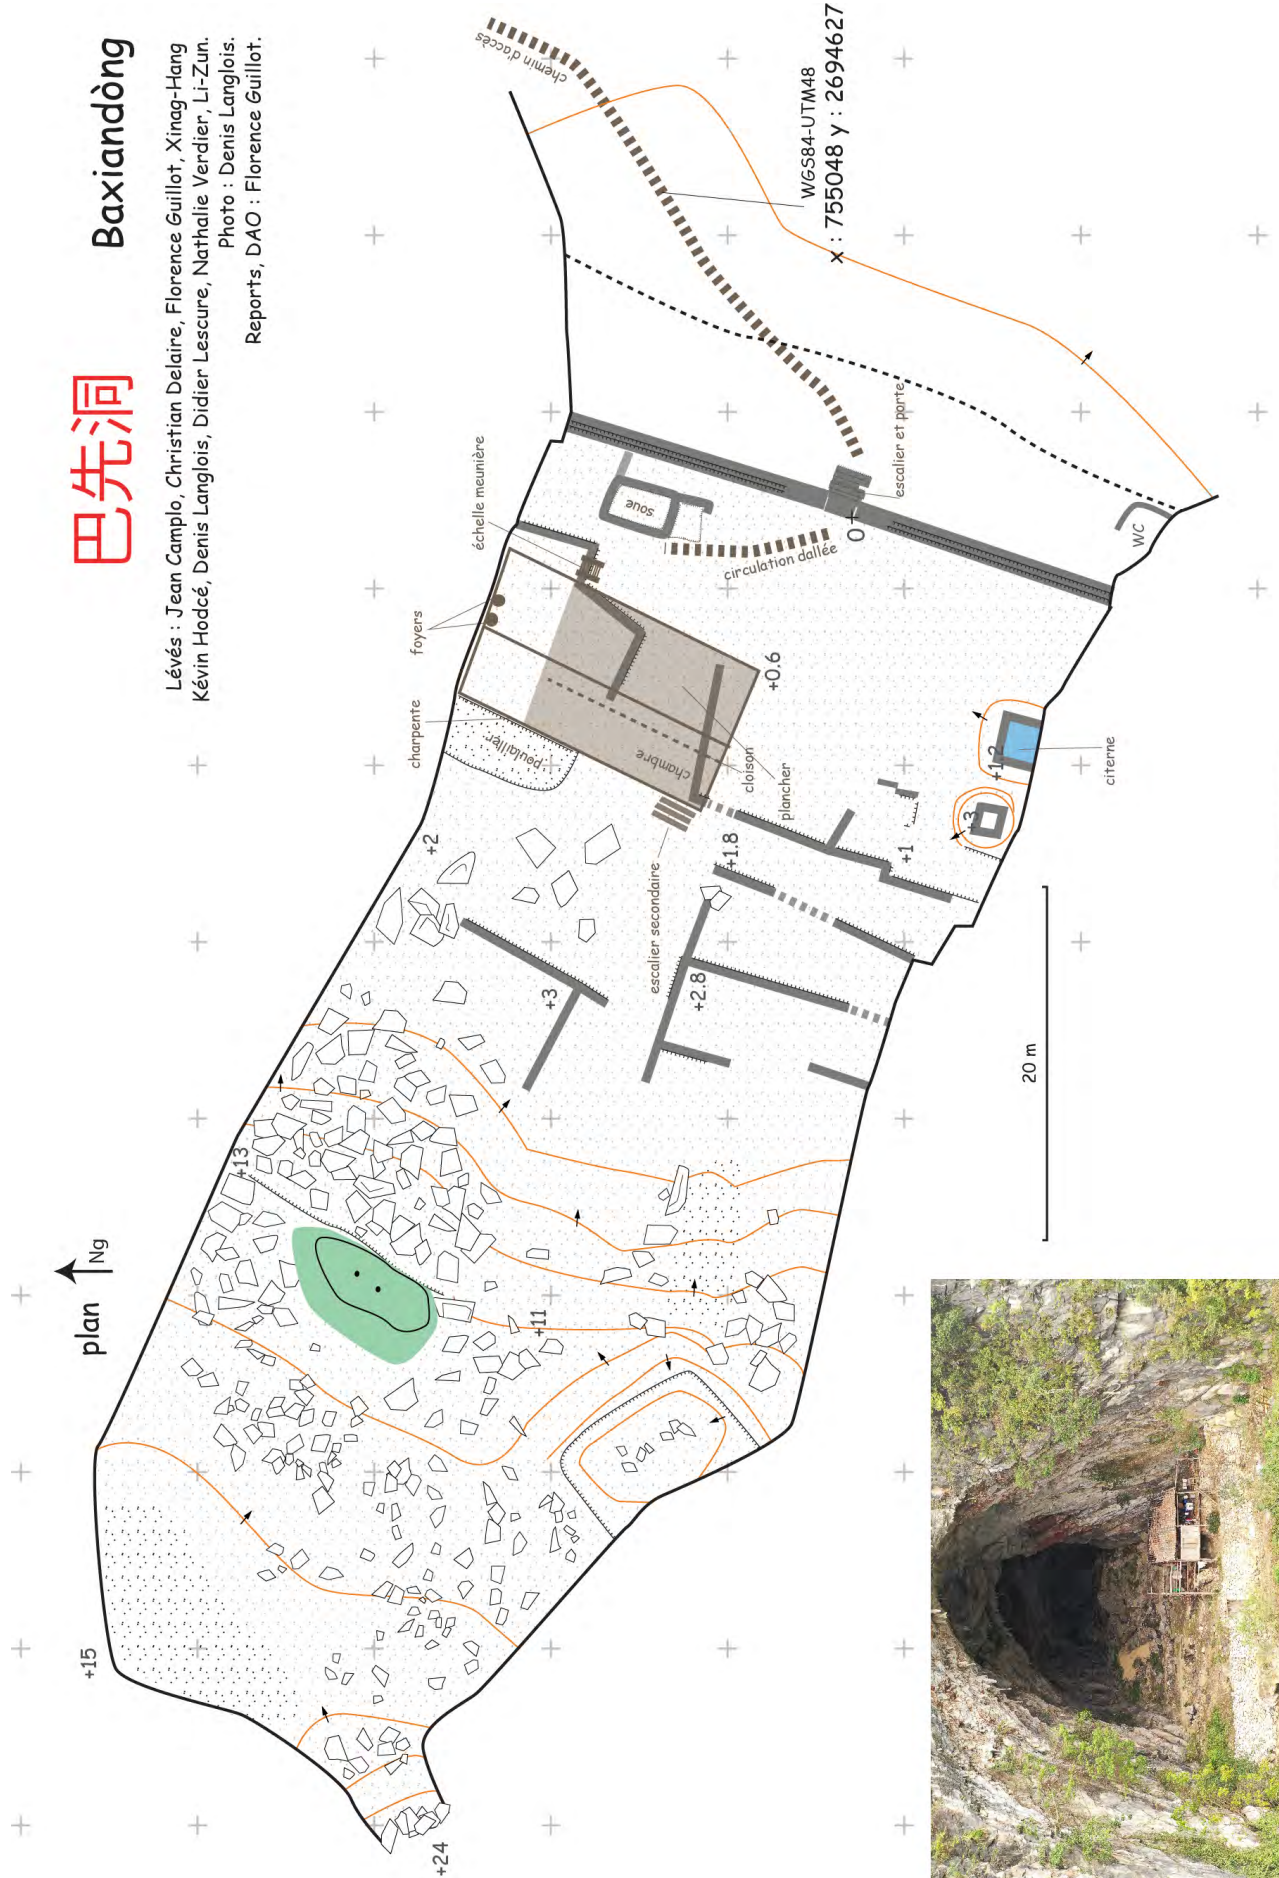 巴先洞
Baxiandòng
Lévés : Jean Camplo, Christian Delaire, Florence Guillot, Xinag-Hang
Kévin Hodcé, Denis Langlois, Didier Lescure, Nathalie Verdier, Li-Zun.
Photo : Denis Langlois.
Reports, DAO : Florence Guillot.
chemin d'accès
WGS84-UTM48
x : 755048 y : 2694627
échelle meunière
soue
escalier et porte
0
circulation dallée
WC
foyers
charpente
poulailler
chambre
cloison
plancher
+0.6
+1.2
citerne
+3
+1
+1.8
escalier secondaire
+2
+2.8
+3
20 m
+13
+11
plan
Ng
+15
+24